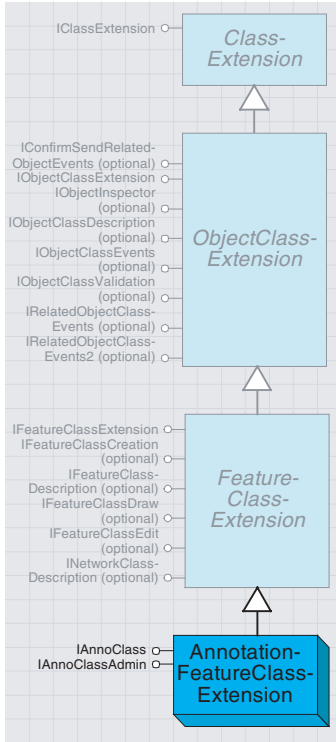 IClassExtension
Class-
Extension
IConfirmSendRelated-
ObjectEvents (optional)
IObjectClassExtension
IObjectInspector
(optional)
IObjectClassDescription
(optional)
IObjectClassEvents
(optional)
IObjectClassValidation
(optional)
IRelatedObjectClass-
Events (optional)
IRelatedObjectClass-
Events2 (optional)
ObjectClass-
Extension
IFeatureClassExtension
IFeatureClassCreation
(optional)
IFeatureClass-
Description (optional)
IFeatureClassDraw
(optional)
IFeatureClassEdit
(optional)
INetworkClass-
Description (optional)
Feature-
Class-
Extension
IAnnoClass
IAnnoClassAdmin
Annotation-
FeatureClass-
Extension